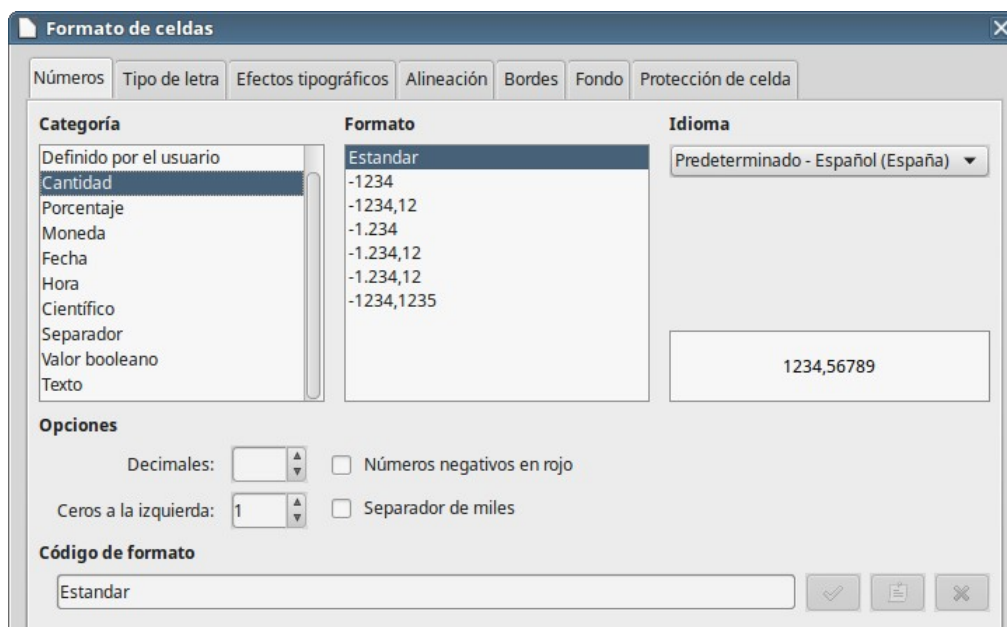 Formato de celdas
Números Tipo de letra Efectos tipográficos Alineación Bordes Fondo Protección de celda
Categoría
Definido por el usuario
Cantidad
Porcentaje
Moneda
Fecha
Hora
Científico
Separador
Valor booleano
Texto
Formato
Estandar
-1234
-1234,12
-1.234
-1.234,12
-1.234,12
-1234,1235
Idioma
Predeterminado - Español (España)
1234,56789
Opciones
Decimales:
Números negativos en rojo
Ceros a la izquierda: 1
Separador de miles
Código de formato
Estandar